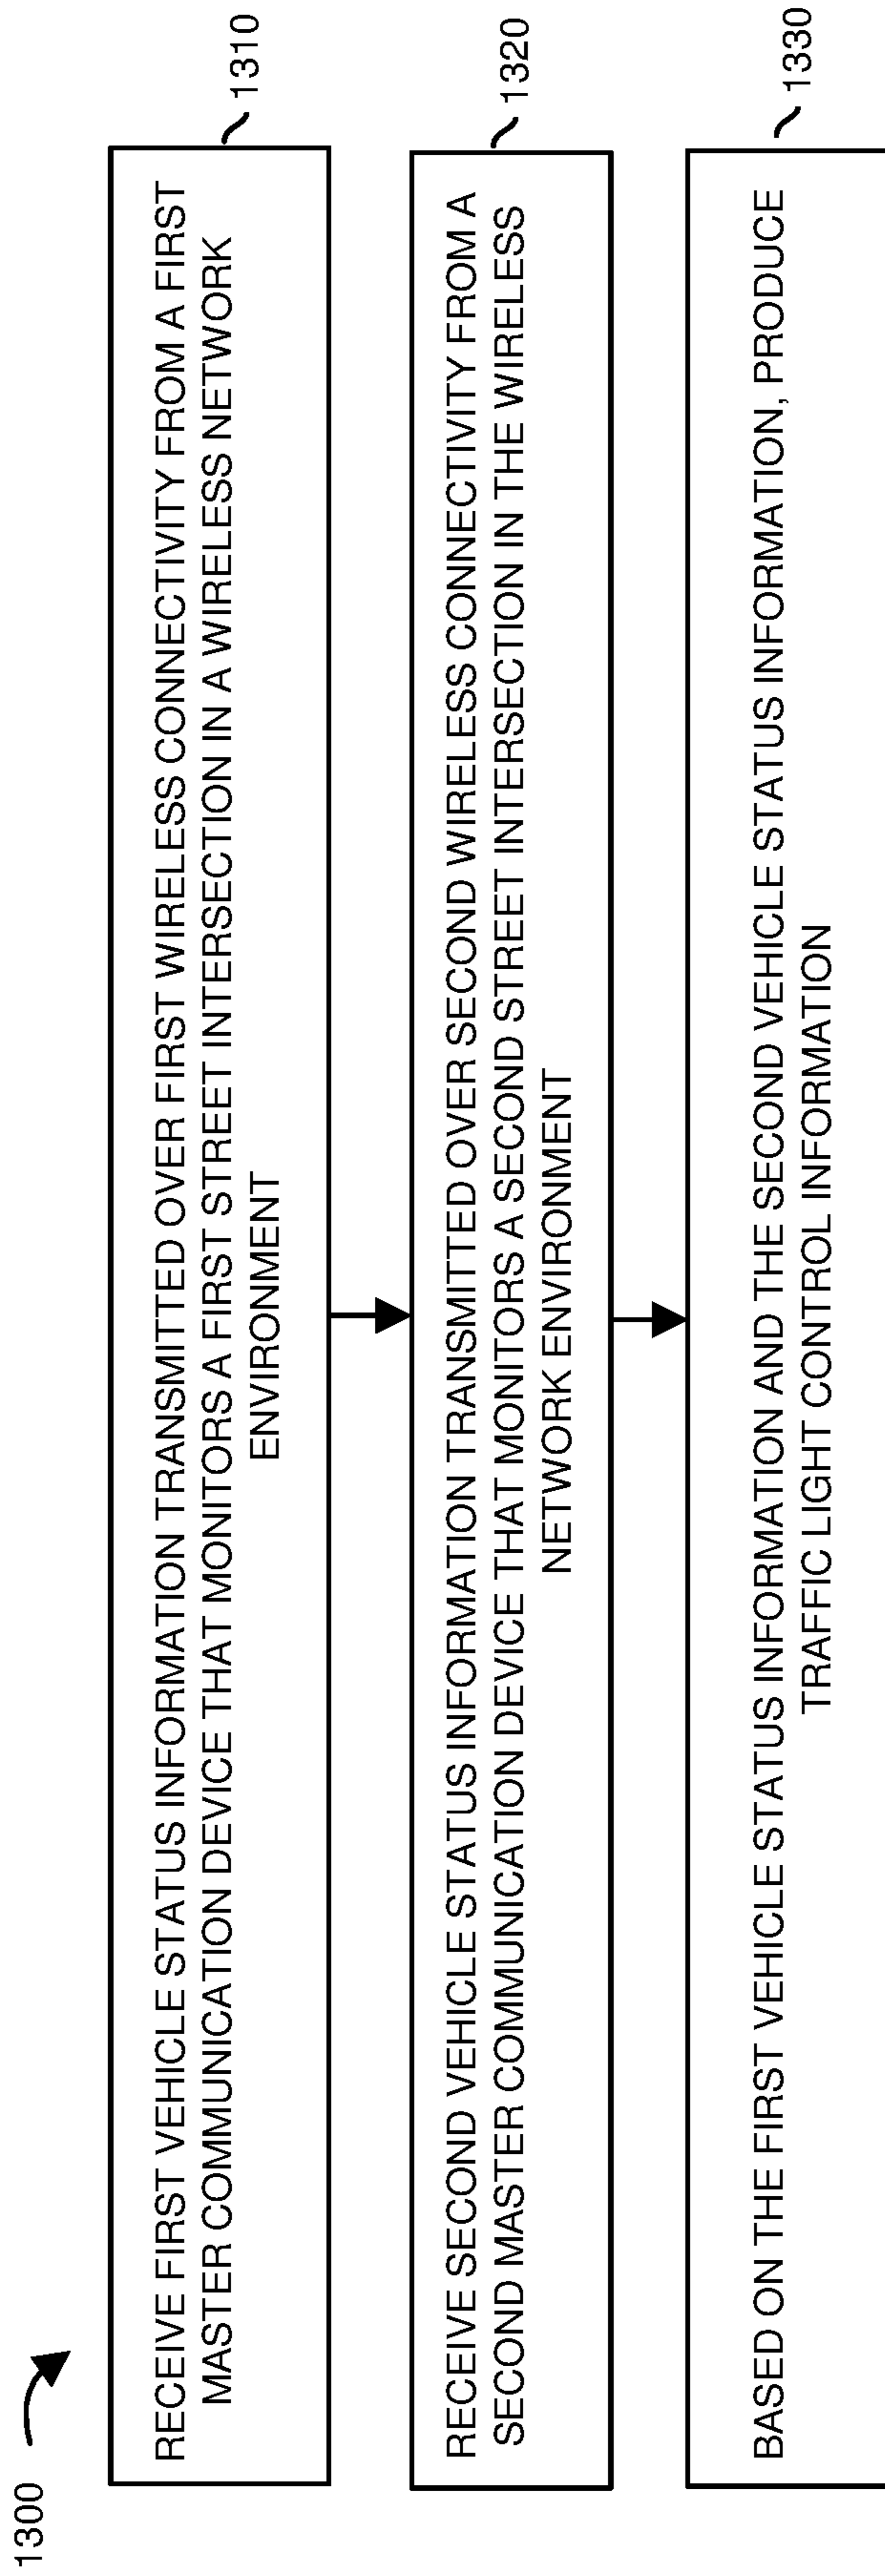 1300
RECEIVE FIRST VEHICLE STATUS INFORMATION TRANSMITTED OVER FIRST WIRELESS CONNECTIVITY FROM A FIRST
MASTER COMMUNICATION DEVICE THAT MONITORS A FIRST STREET INTERSECTION IN A WIRELESS NETWORK
ENVIRONMENT
1310
RECEIVE SECOND VEHICLE STATUS INFORMATION TRANSMITTED OVER SECOND WIRELESS CONNECTIVITY FROM A
SECOND MASTER COMMUNICATION DEVICE THAT MONITORS A SECOND STREET INTERSECTION IN THE WIRELESS
NETWORK ENVIRONMENT
1320
BASED ON THE FIRST VEHICLE STATUS INFORMATION AND THE SECOND VEHICLE STATUS INFORMATION, PRODUCE
TRAFFIC LIGHT CONTROL INFORMATION
1330